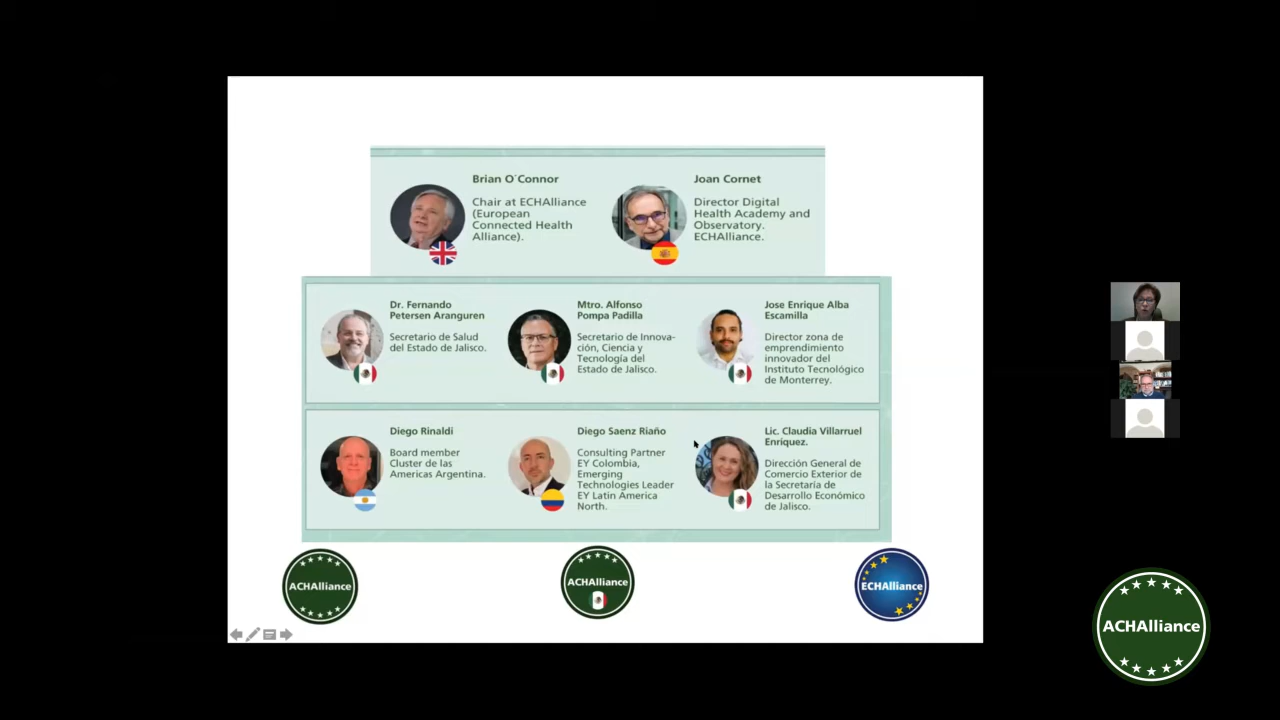 Brian O´Connor
Chair at ECHAlliance
(European
Connected Health
Alliance).
Joan Cornet
Director Digital
Health Academy and
Observatory.
ECHAlliance.
Dr. Fernando
Petersen Aranguren
Secretario de Salud
del Estado de Jalisco.
Mtro. Alfonso
Pompa Padilla
Secretario de Innova-
ción, Ciencia y
Tecnología del
Estado de Jalisco.
Jose Enrique Alba
Escamilla
Director zona de
emprendimiento
innovador del
Instituto Tecnológico
de Monterrey.
Diego Rinaldi
Board member
Cluster de las
Americas Argentina.
Diego Saenz Riaño
Consulting Partner
EY Colombia,
Emerging
Technologies Leader
EY Latin America
North.
Lic. Claudia Villarruel
Enriquez.
Dirección General de
Comercio Exterior de
la Secretaría de
Desarrollo Económico
de Jalisco.
ACHAlliance
ACHAlliance
ECHAlliance
ACHAlliance